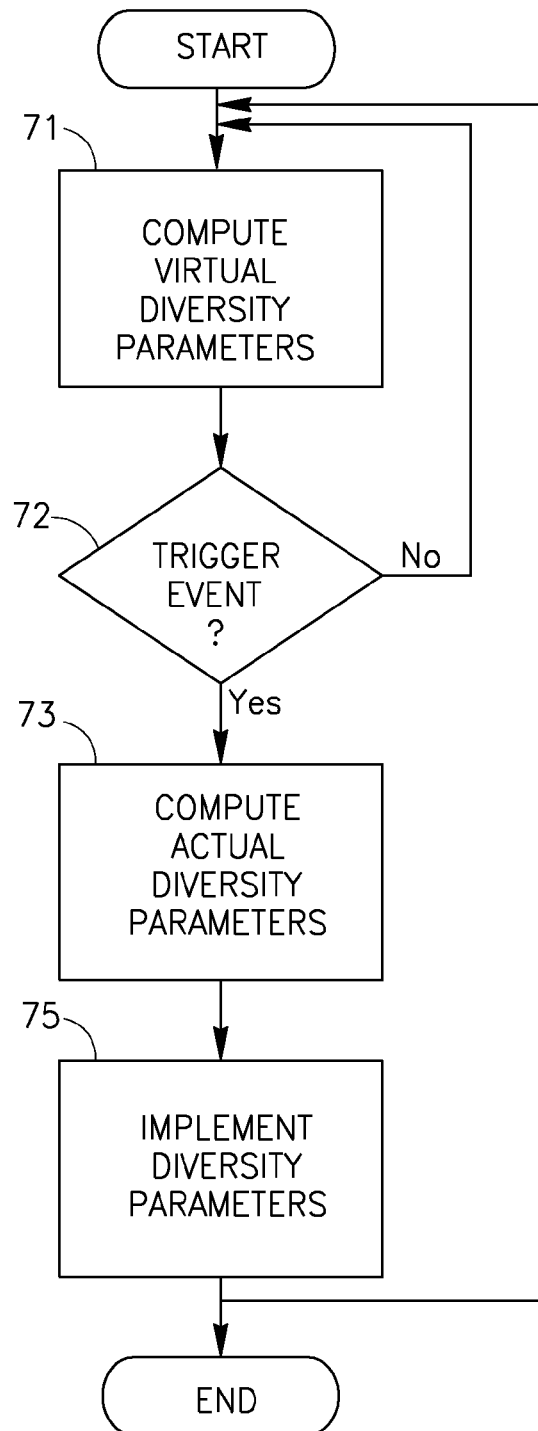 START
71
COMPUTE
VIRTUAL
DIVERSITY
PARAMETERS
72
TRIGGER
EVENT
?
No
Yes
73
COMPUTE
ACTUAL
DIVERSITY
PARAMETERS
75
IMPLEMENT
DIVERSITY
PARAMETERS
END